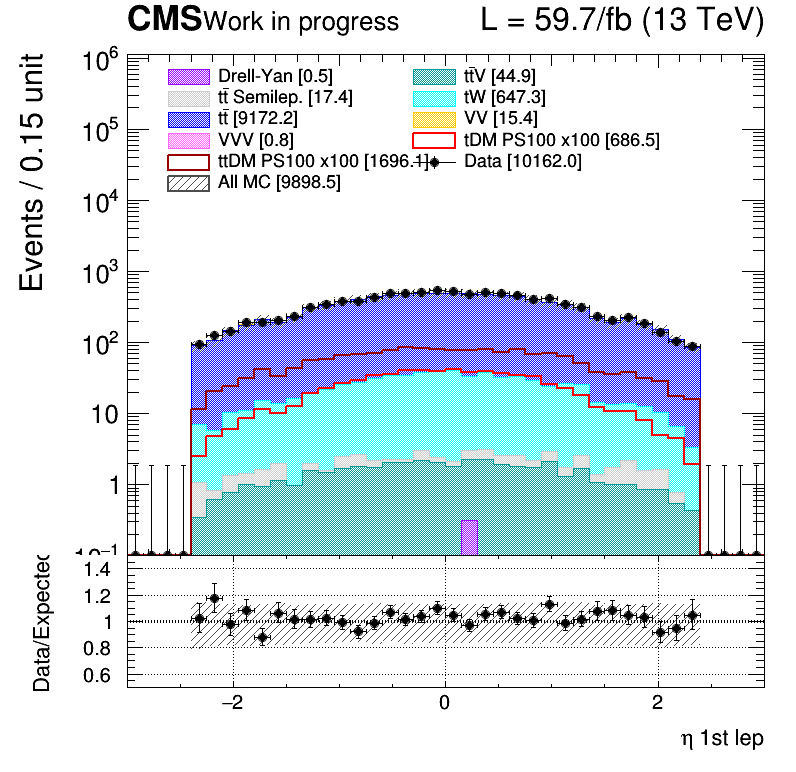 CMS Work in progress L = 59.7/fb (13 TeV)
Events / 0.15 unit
10⁶
10⁵
10⁴
10³
10²
10
1
10⁻¹
Drell-Yan [0.5] tt̄V [44.9]
tt̄ Semilep. [17.4] tW [647.3]
tt̄ [9172.2] VV [15.4]
VVV [0.8] tDM PS100 x100 [686.5]
ttDM PS100 x100 [1696.1] Data [10162.0]
All MC [9898.5]
Data/Expected
1.4
1.2
1
0.8
0.6
−2 0 2
η 1st lep